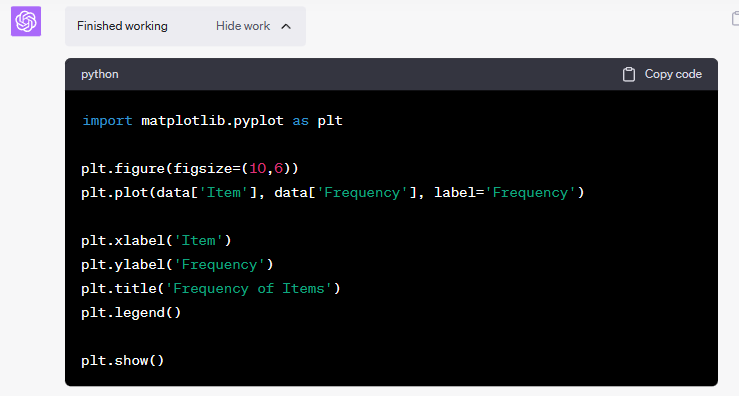 Finished working Hide work
python Copy code
import matplotlib.pyplot as plt
plt.figure(figsize=(10,6))
plt.plot(data['Item'], data['Frequency'], label='Frequency')
plt.xlabel('Item')
plt.ylabel('Frequency')
plt.title('Frequency of Items')
plt.legend()
plt.show()